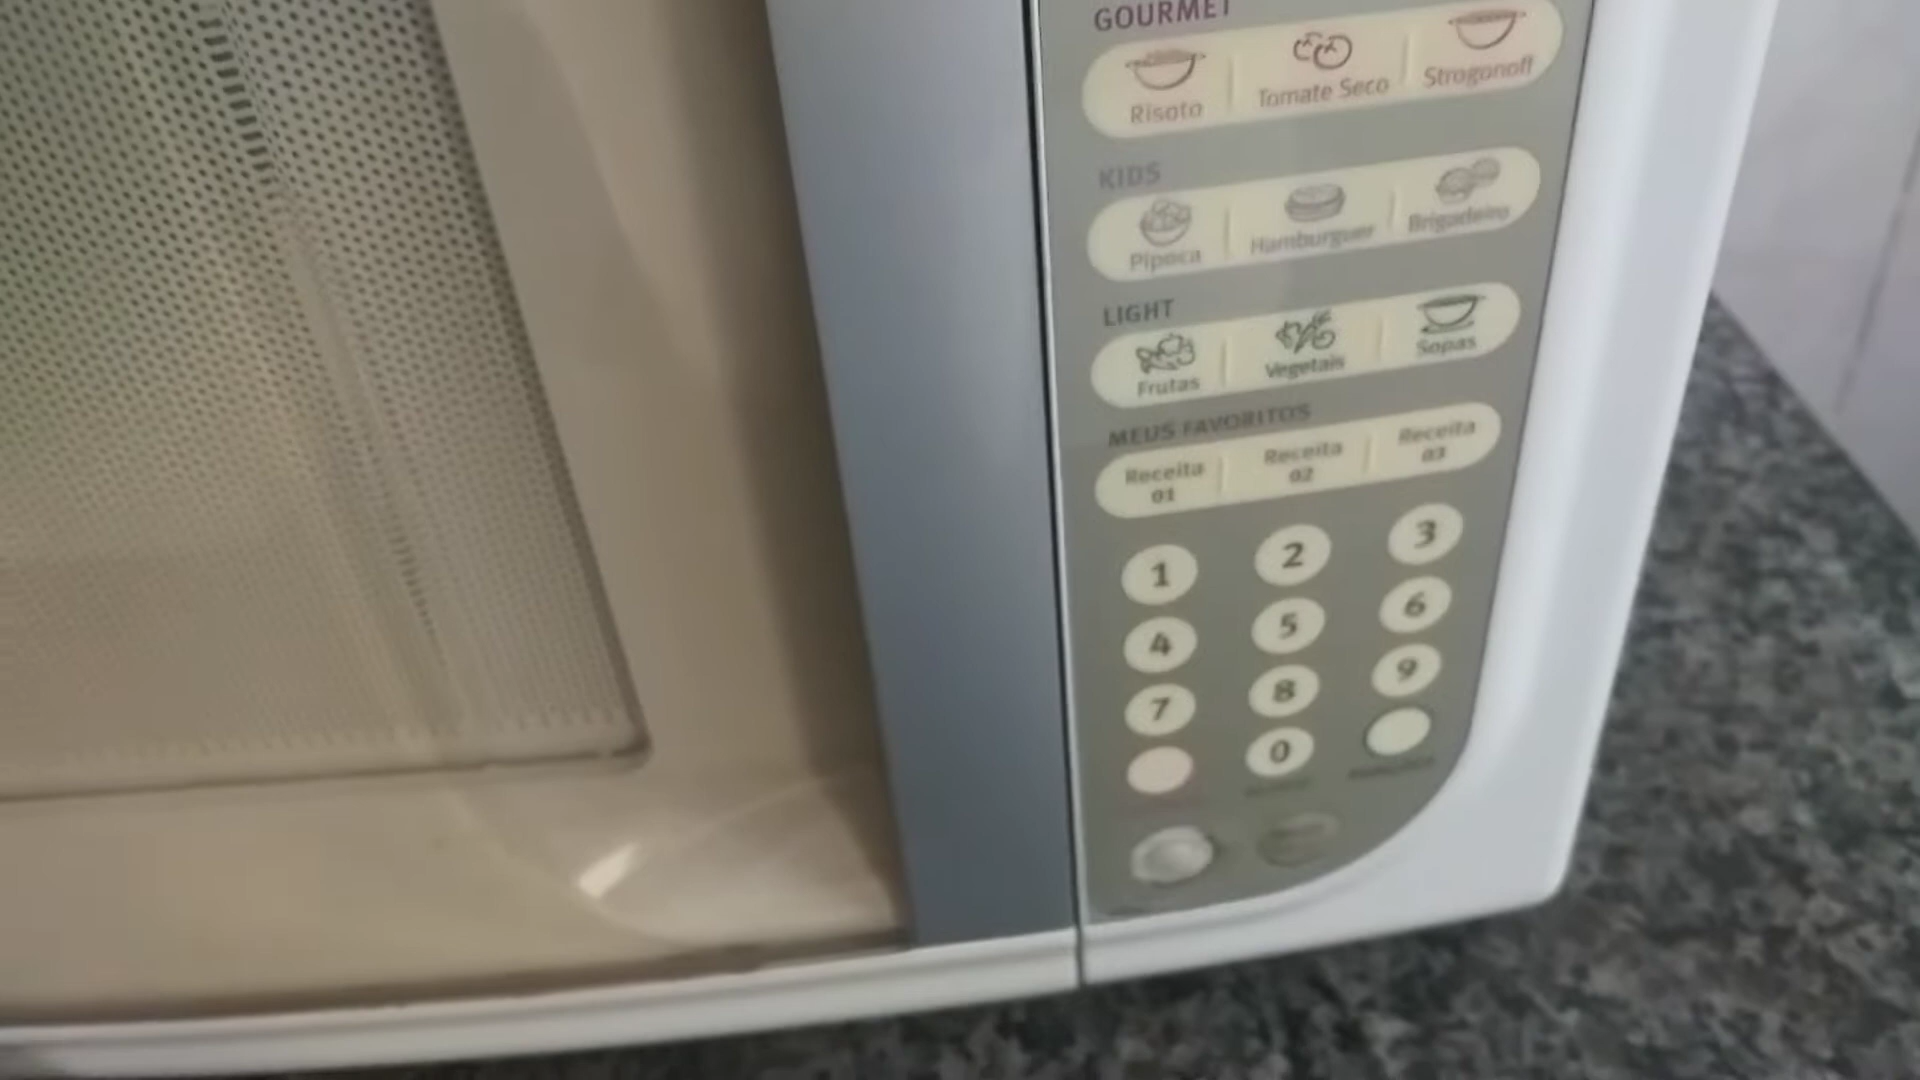 GOURMET
Risoto Tomate Seco Strogonoff
KIDS
Pipoca Hamburguer Brigadeiro
LIGHT
Frutas Vegetais Sopas
MEUS FAVORITOS
Receita 01 Receita 02 Receita 03
1 2 3
4 5 6
7 8 9
0